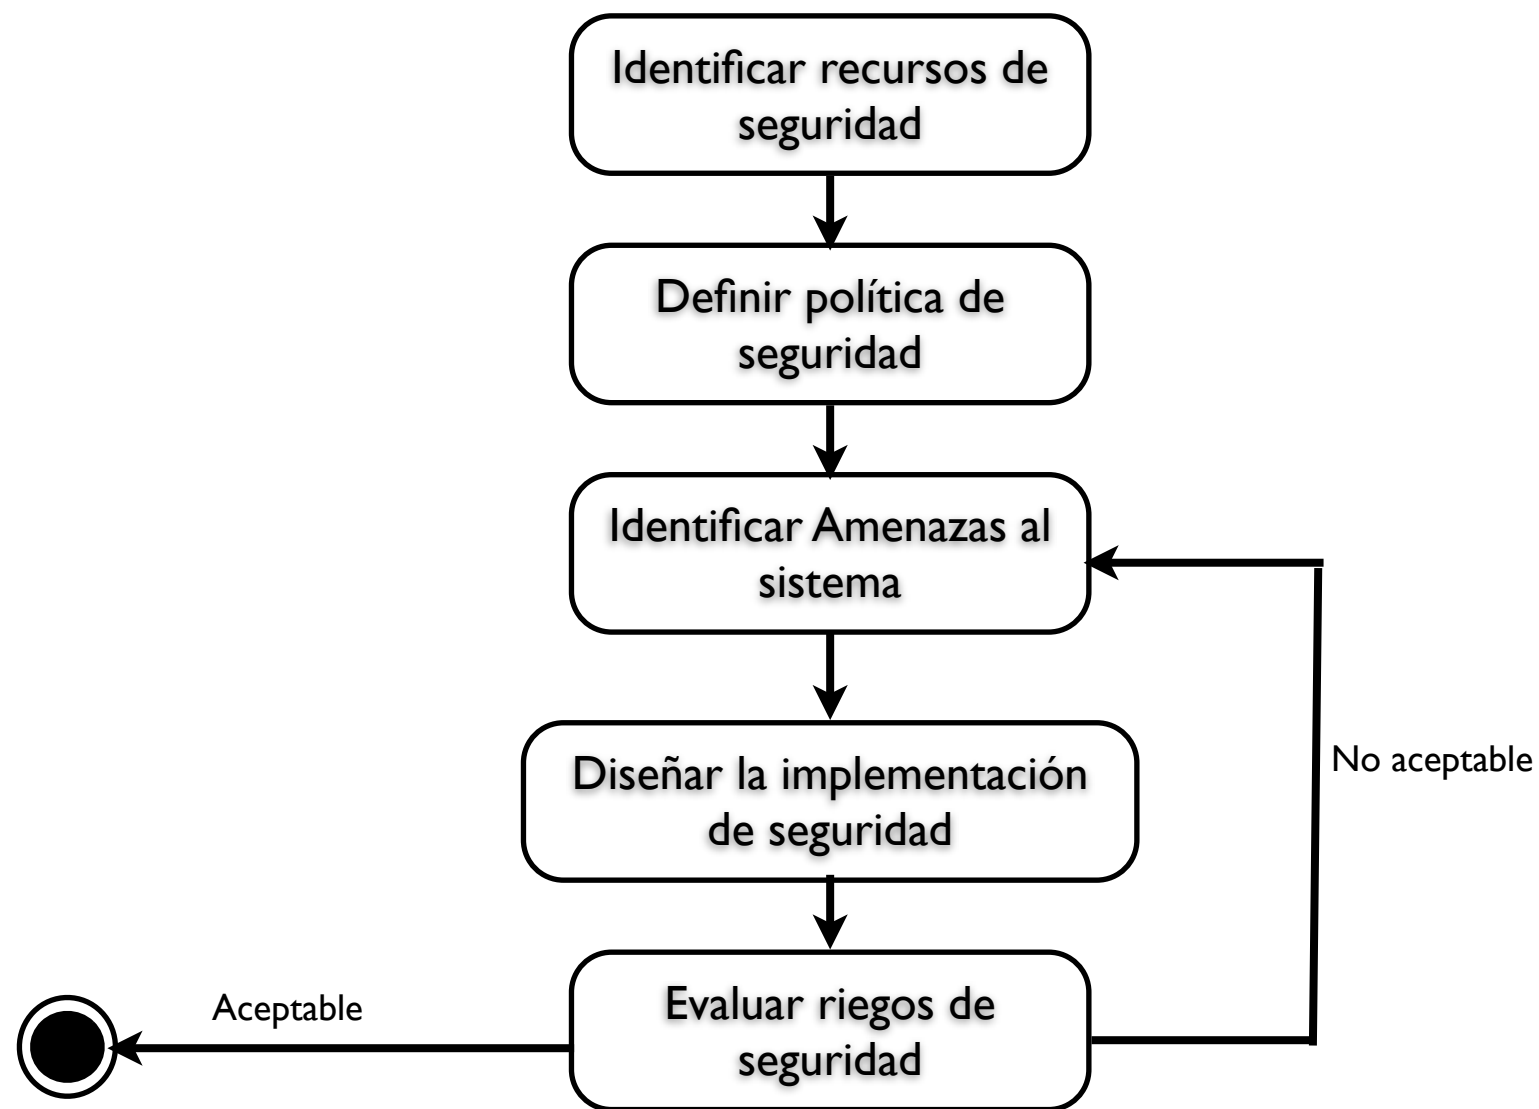 Identificar recursos de
seguridad
Definir política de
seguridad
Identificar Amenazas al
sistema
Diseñar la implementación
de seguridad
No aceptable
Aceptable
Evaluar riegos de
seguridad